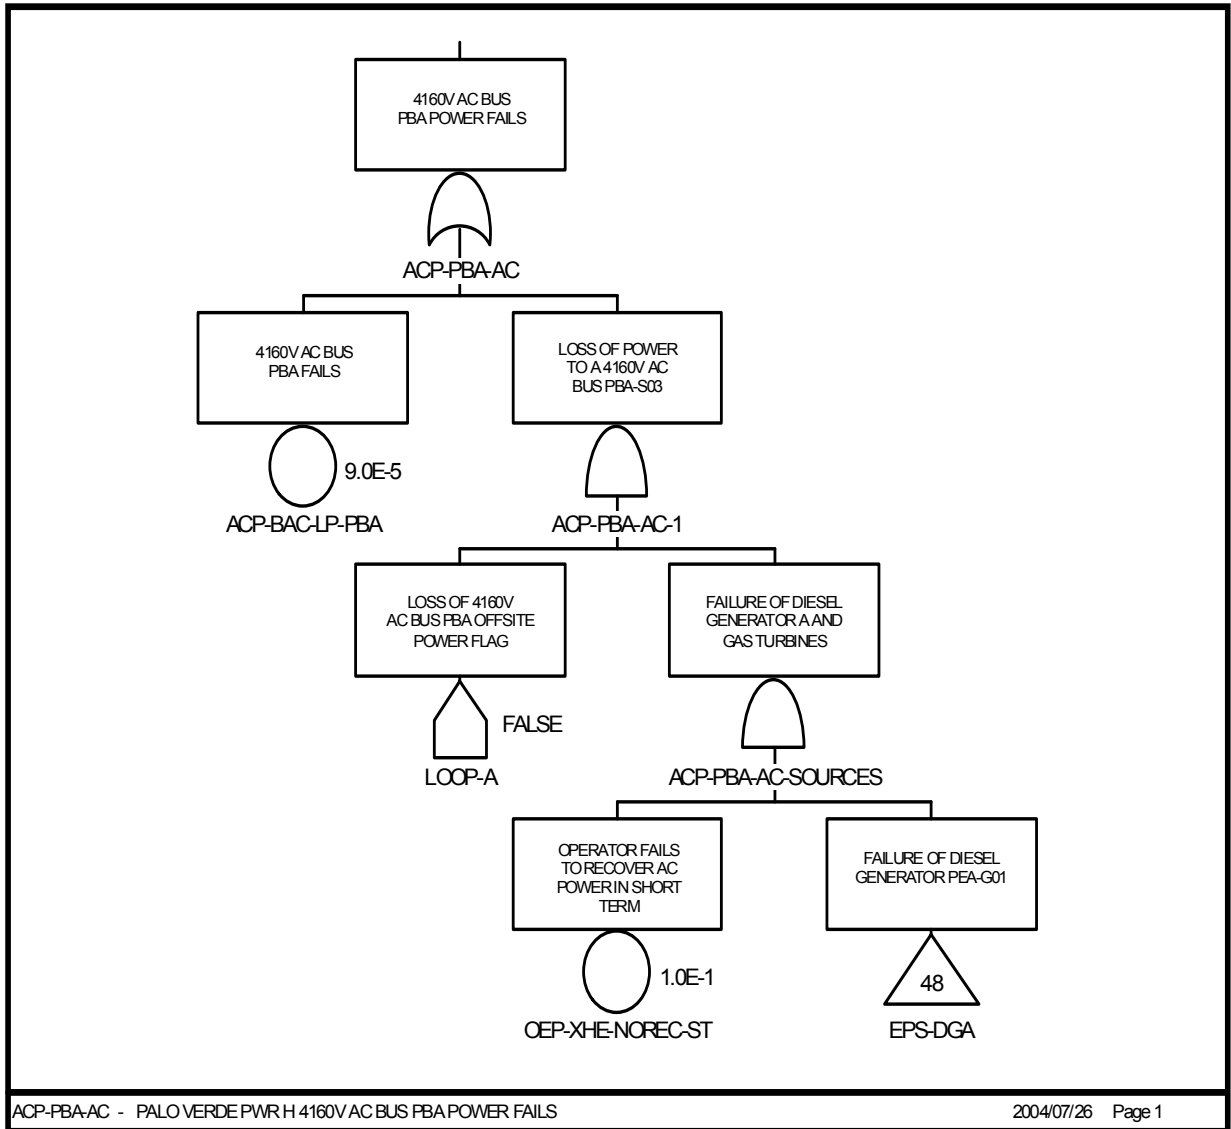 4160V AC BUS
PBA POWER FAILS
ACP-PBA-AC
4160V AC BUS
PBA FAILS
9.0E-5
ACP-BAC-LP-PBA
LOSS OF POWER
TO A 4160V AC
BUS PBA-S03
ACP-PBA-AC-1
LOSS OF 4160V
AC BUS PBA OFFSITE
POWER FLAG
FALSE
LOOP-A
FAILURE OF DIESEL
GENERATOR A AND
GAS TURBINES
ACP-PBA-AC-SOURCES
OPERATOR FAILS
TO RECOVER AC
POWER IN SHORT
TERM
1.0E-1
OEP-XHE-NOREC-ST
FAILURE OF DIESEL
GENERATOR PEA-G01
48
EPS-DGA
ACP-PBA-AC - PALO VERDE PWR H 4160V AC BUS PBA POWER FAILS
2004/07/26 Page 1